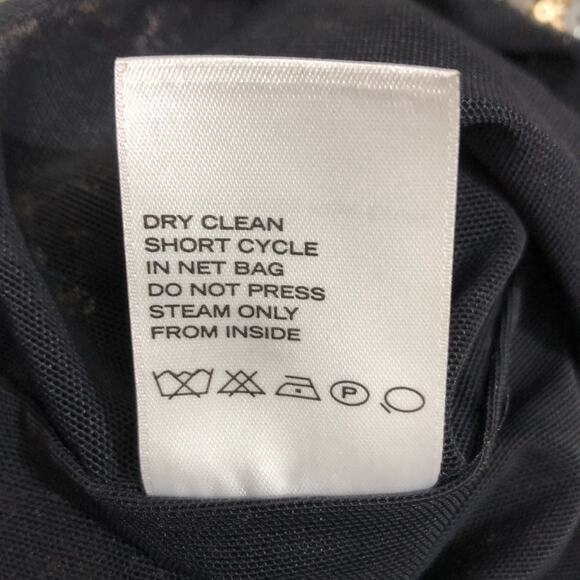 DRY CLEAN
SHORT CYCLE
IN NET BAG
DO NOT PRESS
STEAM ONLY
FROM INSIDE
P